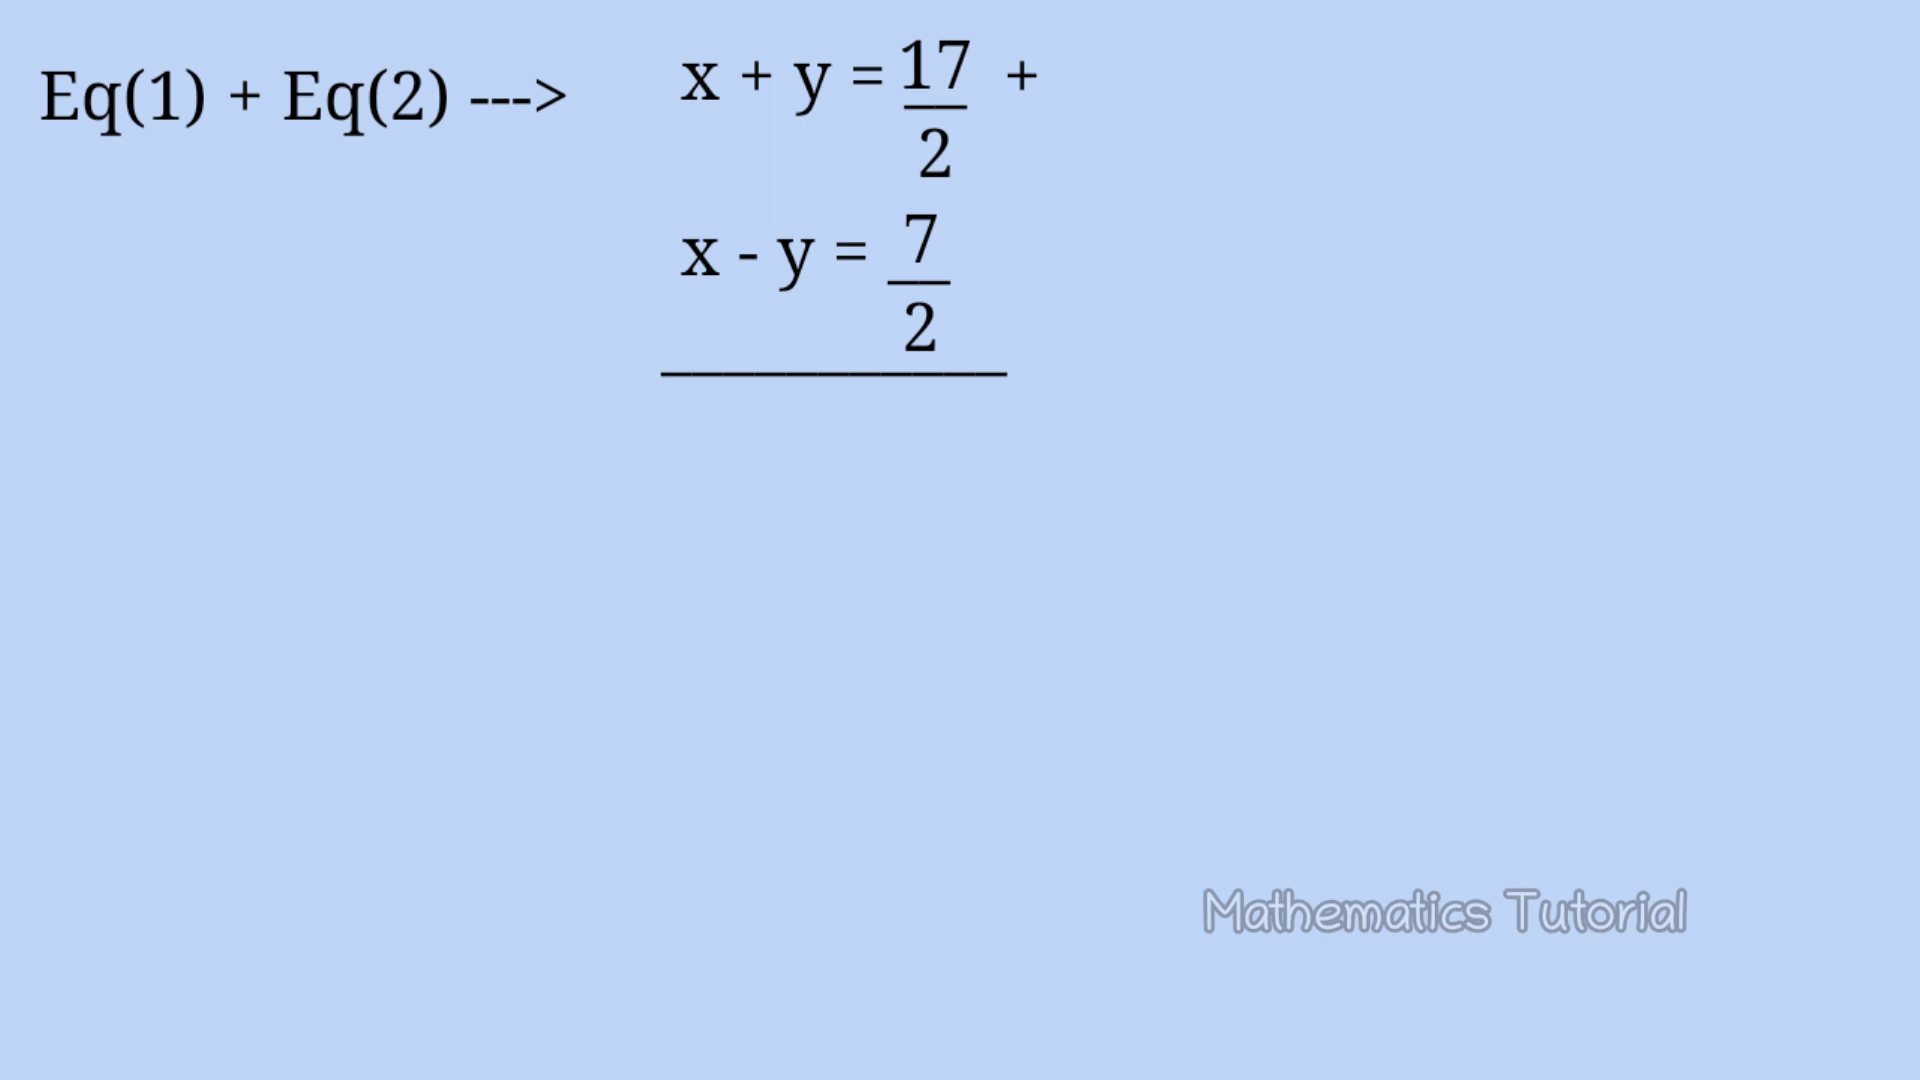 Eq(1) + Eq(2) ---> x + y = 17/2 +
x - y = 7/2
Mathematics Tutorial